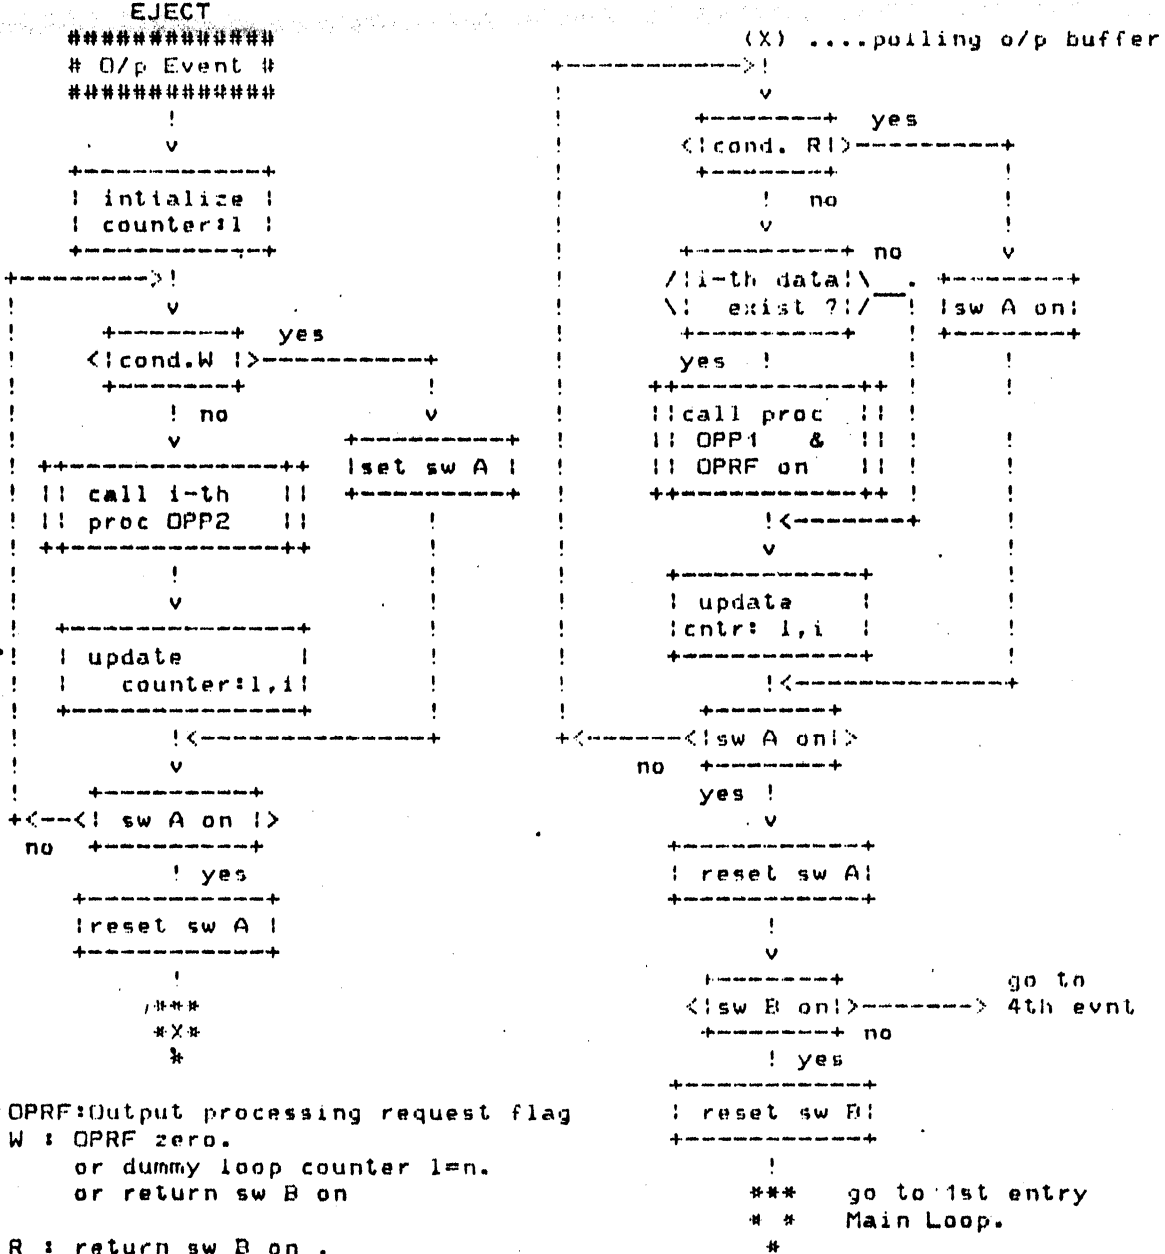 EJECT
# O/p Event #
intialize
counter:l
cond.W
yes
no
set sw A
call i-th
proc OPP2
update
counter:l,i
sw A on
no
yes
reset sw A
X
OPRF:Output processing request flag
W : OPRF zero.
or dummy loop counter l=n.
or return sw B on
R : return sw B on .
(X) ....polling o/p buffer
cond. R
yes
no
i-th data
exist ?
no
sw A on
yes
call proc
OPP1 &
OPRF on
update
cntr: l,i
sw A on
no
yes
reset sw A
sw B on
go to
4th evnt
no
yes
reset sw B
go to 1st entry
Main Loop.